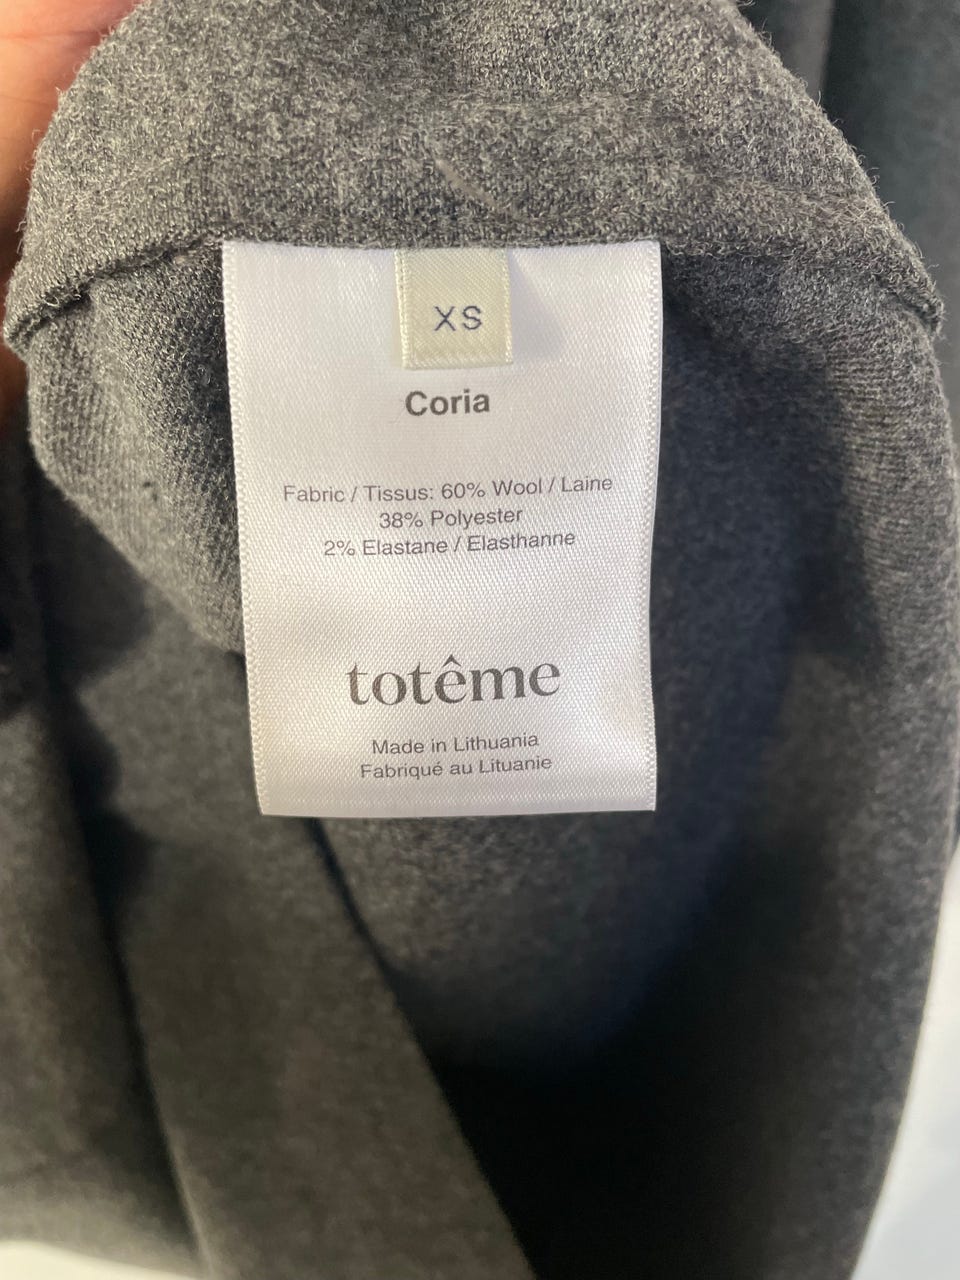 XS
Coria
Fabric / Tissus: 60% Wool / Laine
38% Polyester
2% Elastane / Elasthanne
totême
Made in Lithuania
Fabriqué au Lituanie